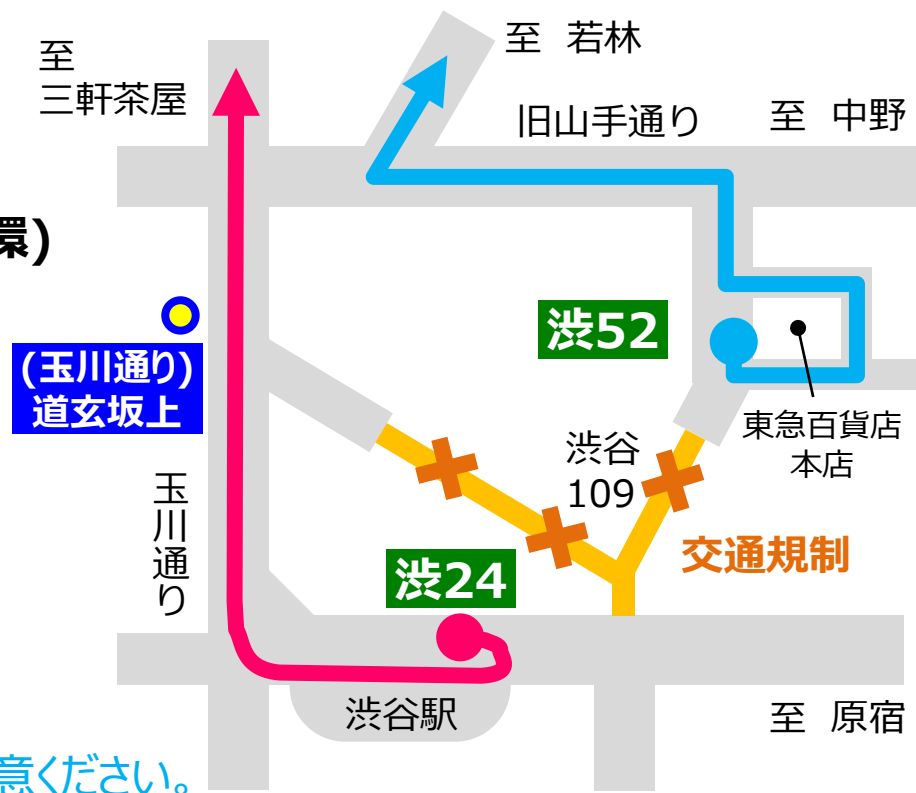 至
三軒茶屋
至 若林
旧山手通り
至 中野
環)
渋52
(玉川通り)
道玄坂上
東急百貨店
本店
渋谷
109
玉川通り
交通規制
渋24
渋谷駅
至 原宿
意ください。